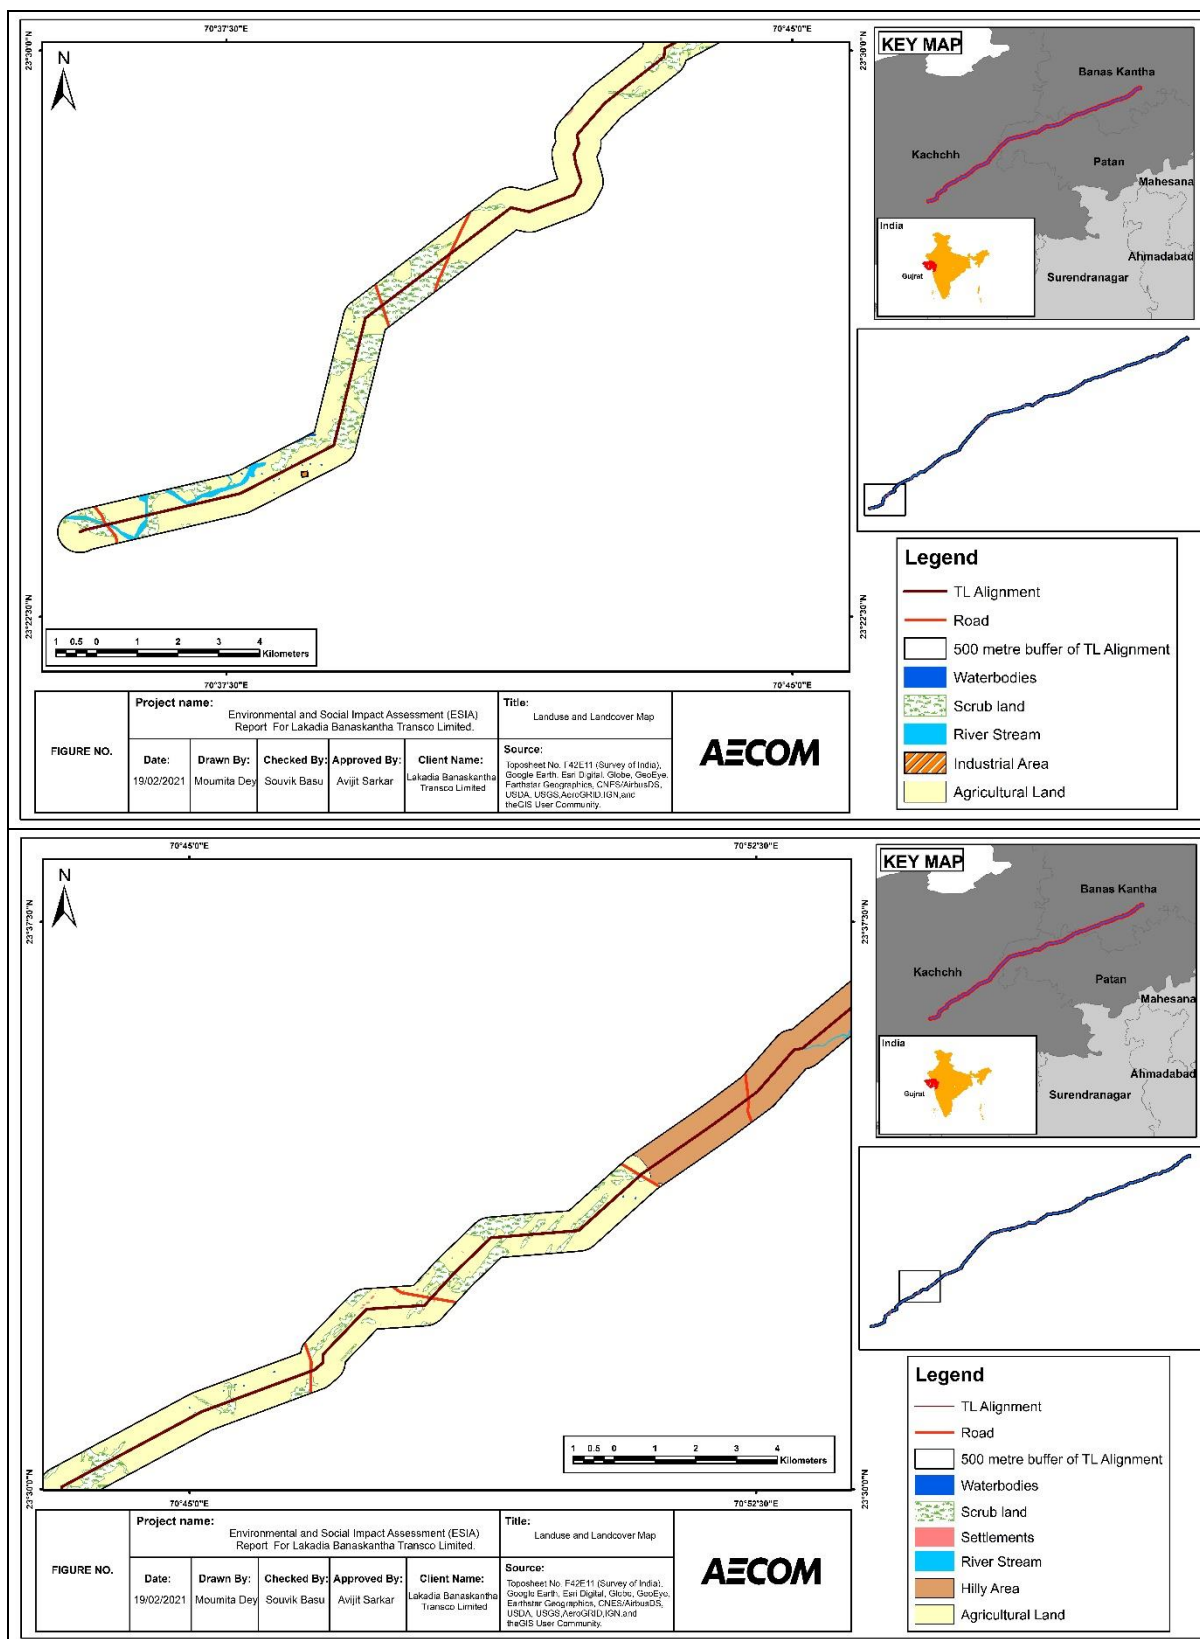 70°37'30"E
70°45'0"E
23°30'0"N
23°30'0"N
N
23°22'30"N
23°22'30"N
1 0.5 0 1 2 3 4
Kilometers
70°37'30"E
70°45'0"E
KEY MAP
Banas Kantha
Kachchh
Patan
Mahesana
Ahmadabad
Surendranagar
India
Gujrat
Legend
TL Alignment
Road
500 metre buffer of TL Alignment
Waterbodies
Scrub land
River Stream
Industrial Area
Agricultural Land
FIGURE NO.
Project name:
Environmental and Social Impact Assessment (ESIA)
Report For Lakadia Banaskantha Transco Limited.
Date:
19/02/2021
Drawn By:
Moumita Dey
Checked By:
Souvik Basu
Approved By:
Avijit Sarkar
Client Name:
Lakadia Banaskantha
Transco Limited
Title:
Landuse and Landcover Map
Source:
Toposheet No. F42E11 (Survey of India),
Google Earth, Esri Digital, Globe, GeoEye,
Earthstar Geographics, CNES/AirbusDS,
USDA, USGS,AeroGRID,IGN,and
theGIS User Community.
AECOM
70°45'0"E
70°52'30"E
23°37'30"N
23°37'30"N
N
23°30'0"N
23°30'0"N
1 0.5 0 1 2 3 4
Kilometers
70°45'0"E
70°52'30"E
KEY MAP
Banas Kantha
Kachchh
Patan
Mahesana
Ahmadabad
Surendranagar
India
Gujrat
Legend
TL Alignment
Road
500 metre buffer of TL Alignment
Waterbodies
Scrub land
Settlements
River Stream
Hilly Area
Agricultural Land
FIGURE NO.
Project name:
Environmental and Social Impact Assessment (ESIA)
Report For Lakadia Banaskantha Transco Limited.
Date:
19/02/2021
Drawn By:
Moumita Dey
Checked By:
Souvik Basu
Approved By:
Avijit Sarkar
Client Name:
Lakadia Banaskantha
Transco Limited
Title:
Landuse and Landcover Map
Source:
Toposheet No. F42E11 (Survey of India),
Google Earth, Esri Digital, Globe, GeoEye,
Earthstar Geographics, CNES/AirbusDS,
USDA, USGS,AeroGRID,IGN,and
theGIS User Community.
AECOM